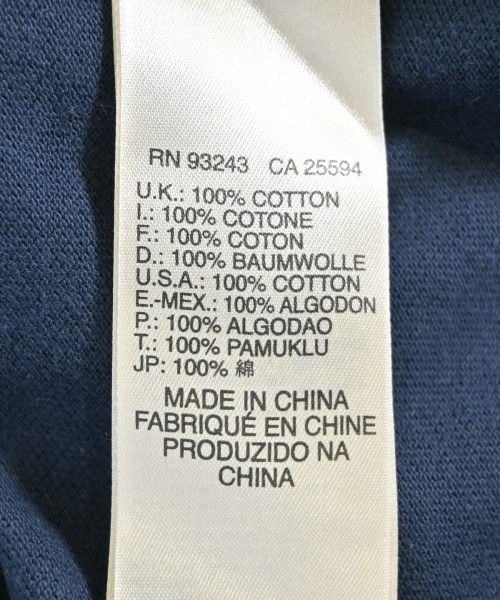 RN 93243 CA 25594
U.K.: 100% COTTON
I.: 100% COTONE
F.: 100% COTON
D.: 100% BAUMWOLLE
U.S.A.: 100% COTTON
E.-MEX.: 100% ALGODON
P.: 100% ALGODAO
T.: 100% PAMUKLU
JP: 100% 綿
MADE IN CHINA
FABRIQUÉ EN CHINE
PRODUZIDO NA
CHINA